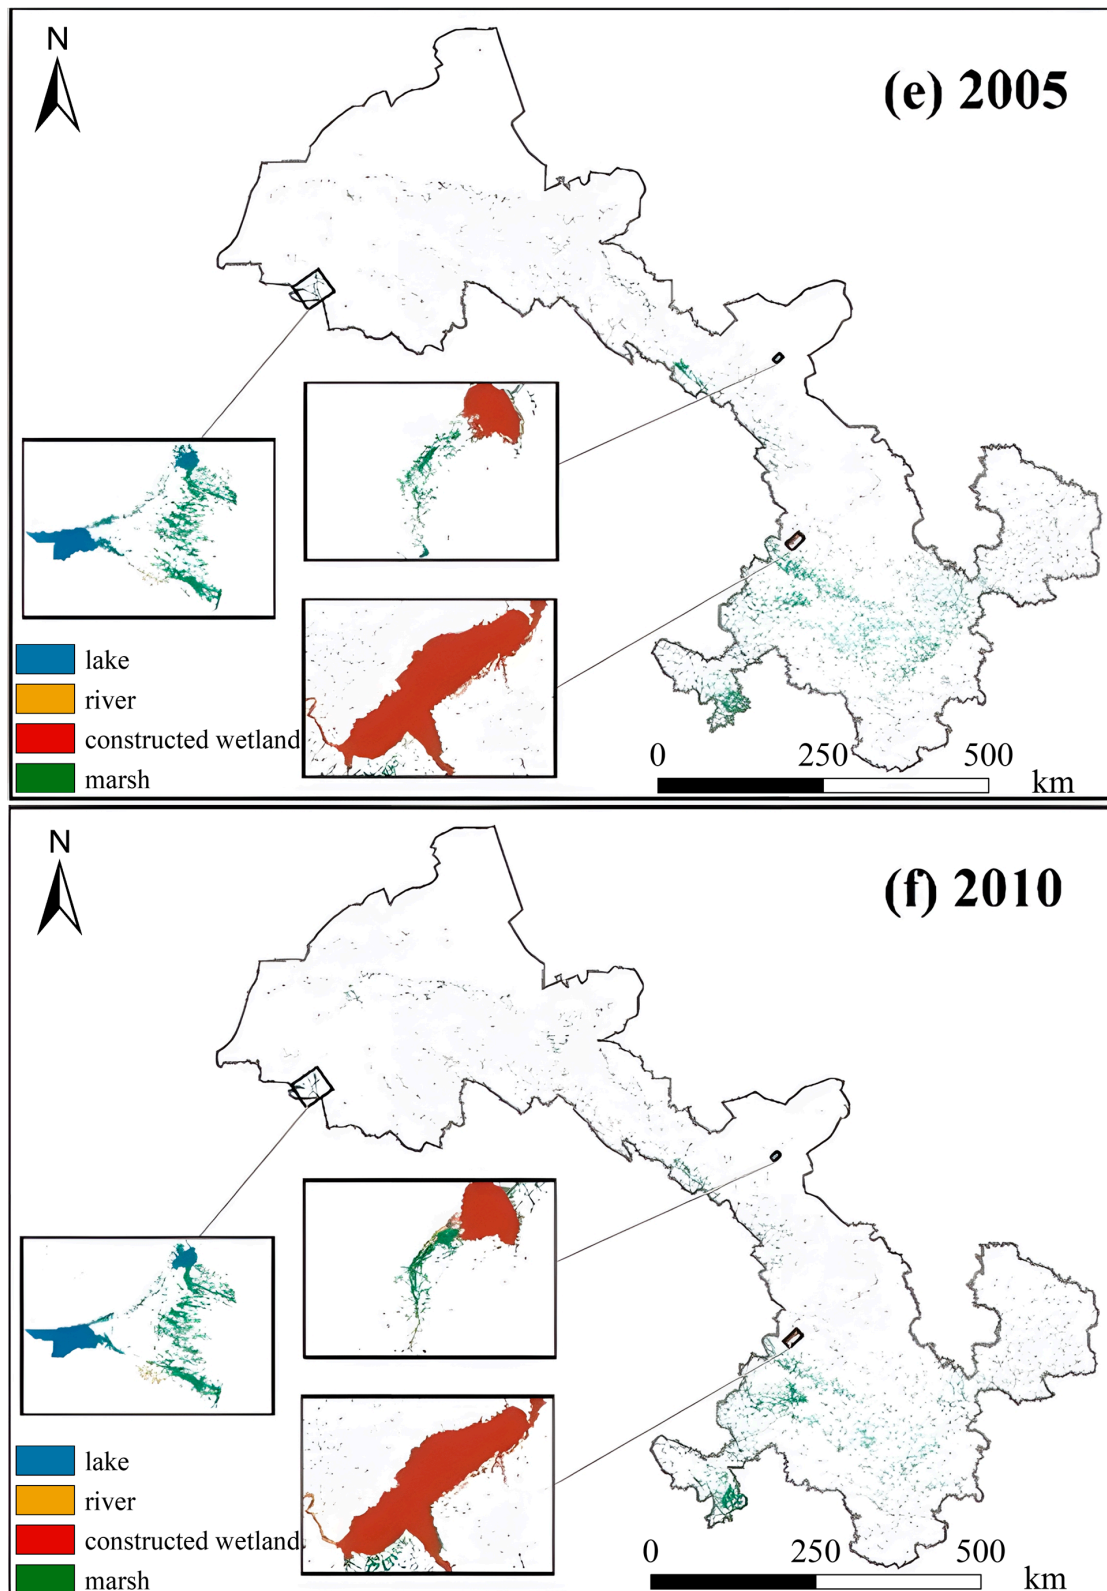 N
(e) 2005
lake
river
constructed wetland
marsh
0 250 500
km
N
(f) 2010
lake
river
constructed wetland
marsh
0 250 500
km